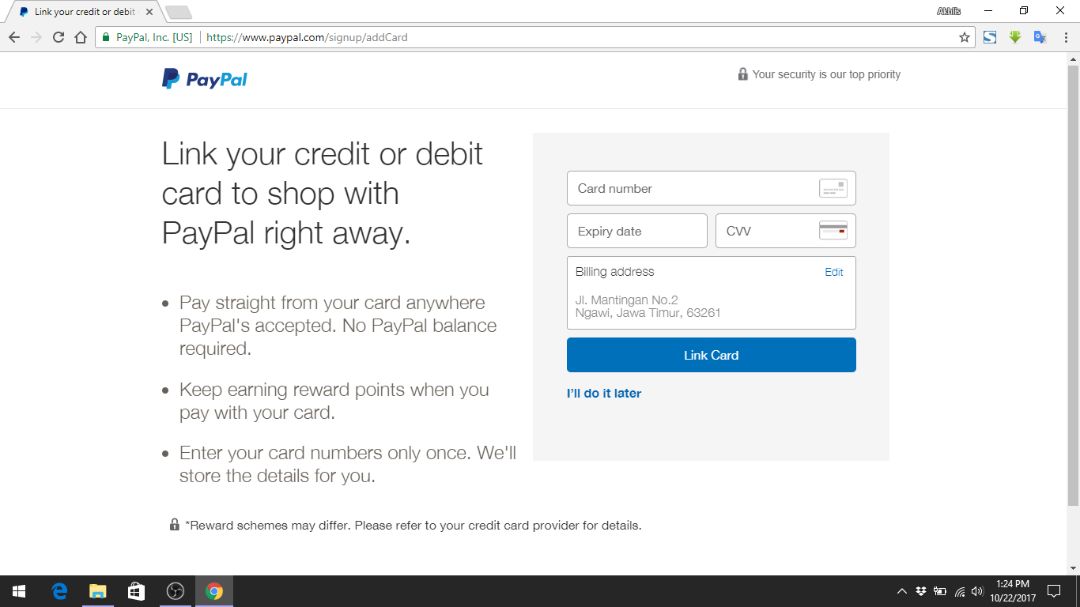 Link your credit or debit
Akhlis
PayPal, Inc. [US]
https://www.paypal.com/signup/addCard
PayPal
Your security is our top priority
Link your credit or debit
card to shop with
PayPal right away.
Pay straight from your card anywhere
PayPal's accepted. No PayPal balance
required.
Keep earning reward points when you
pay with your card.
Enter your card numbers only once. We'll
store the details for you.
*Reward schemes may differ. Please refer to your credit card provider for details.
Card number
Expiry date
CVV
Billing address
Edit
Jl. Mantingan No.2
Ngawi, Jawa Timur, 63261
Link Card
I'll do it later
1:24 PM
10/22/2017